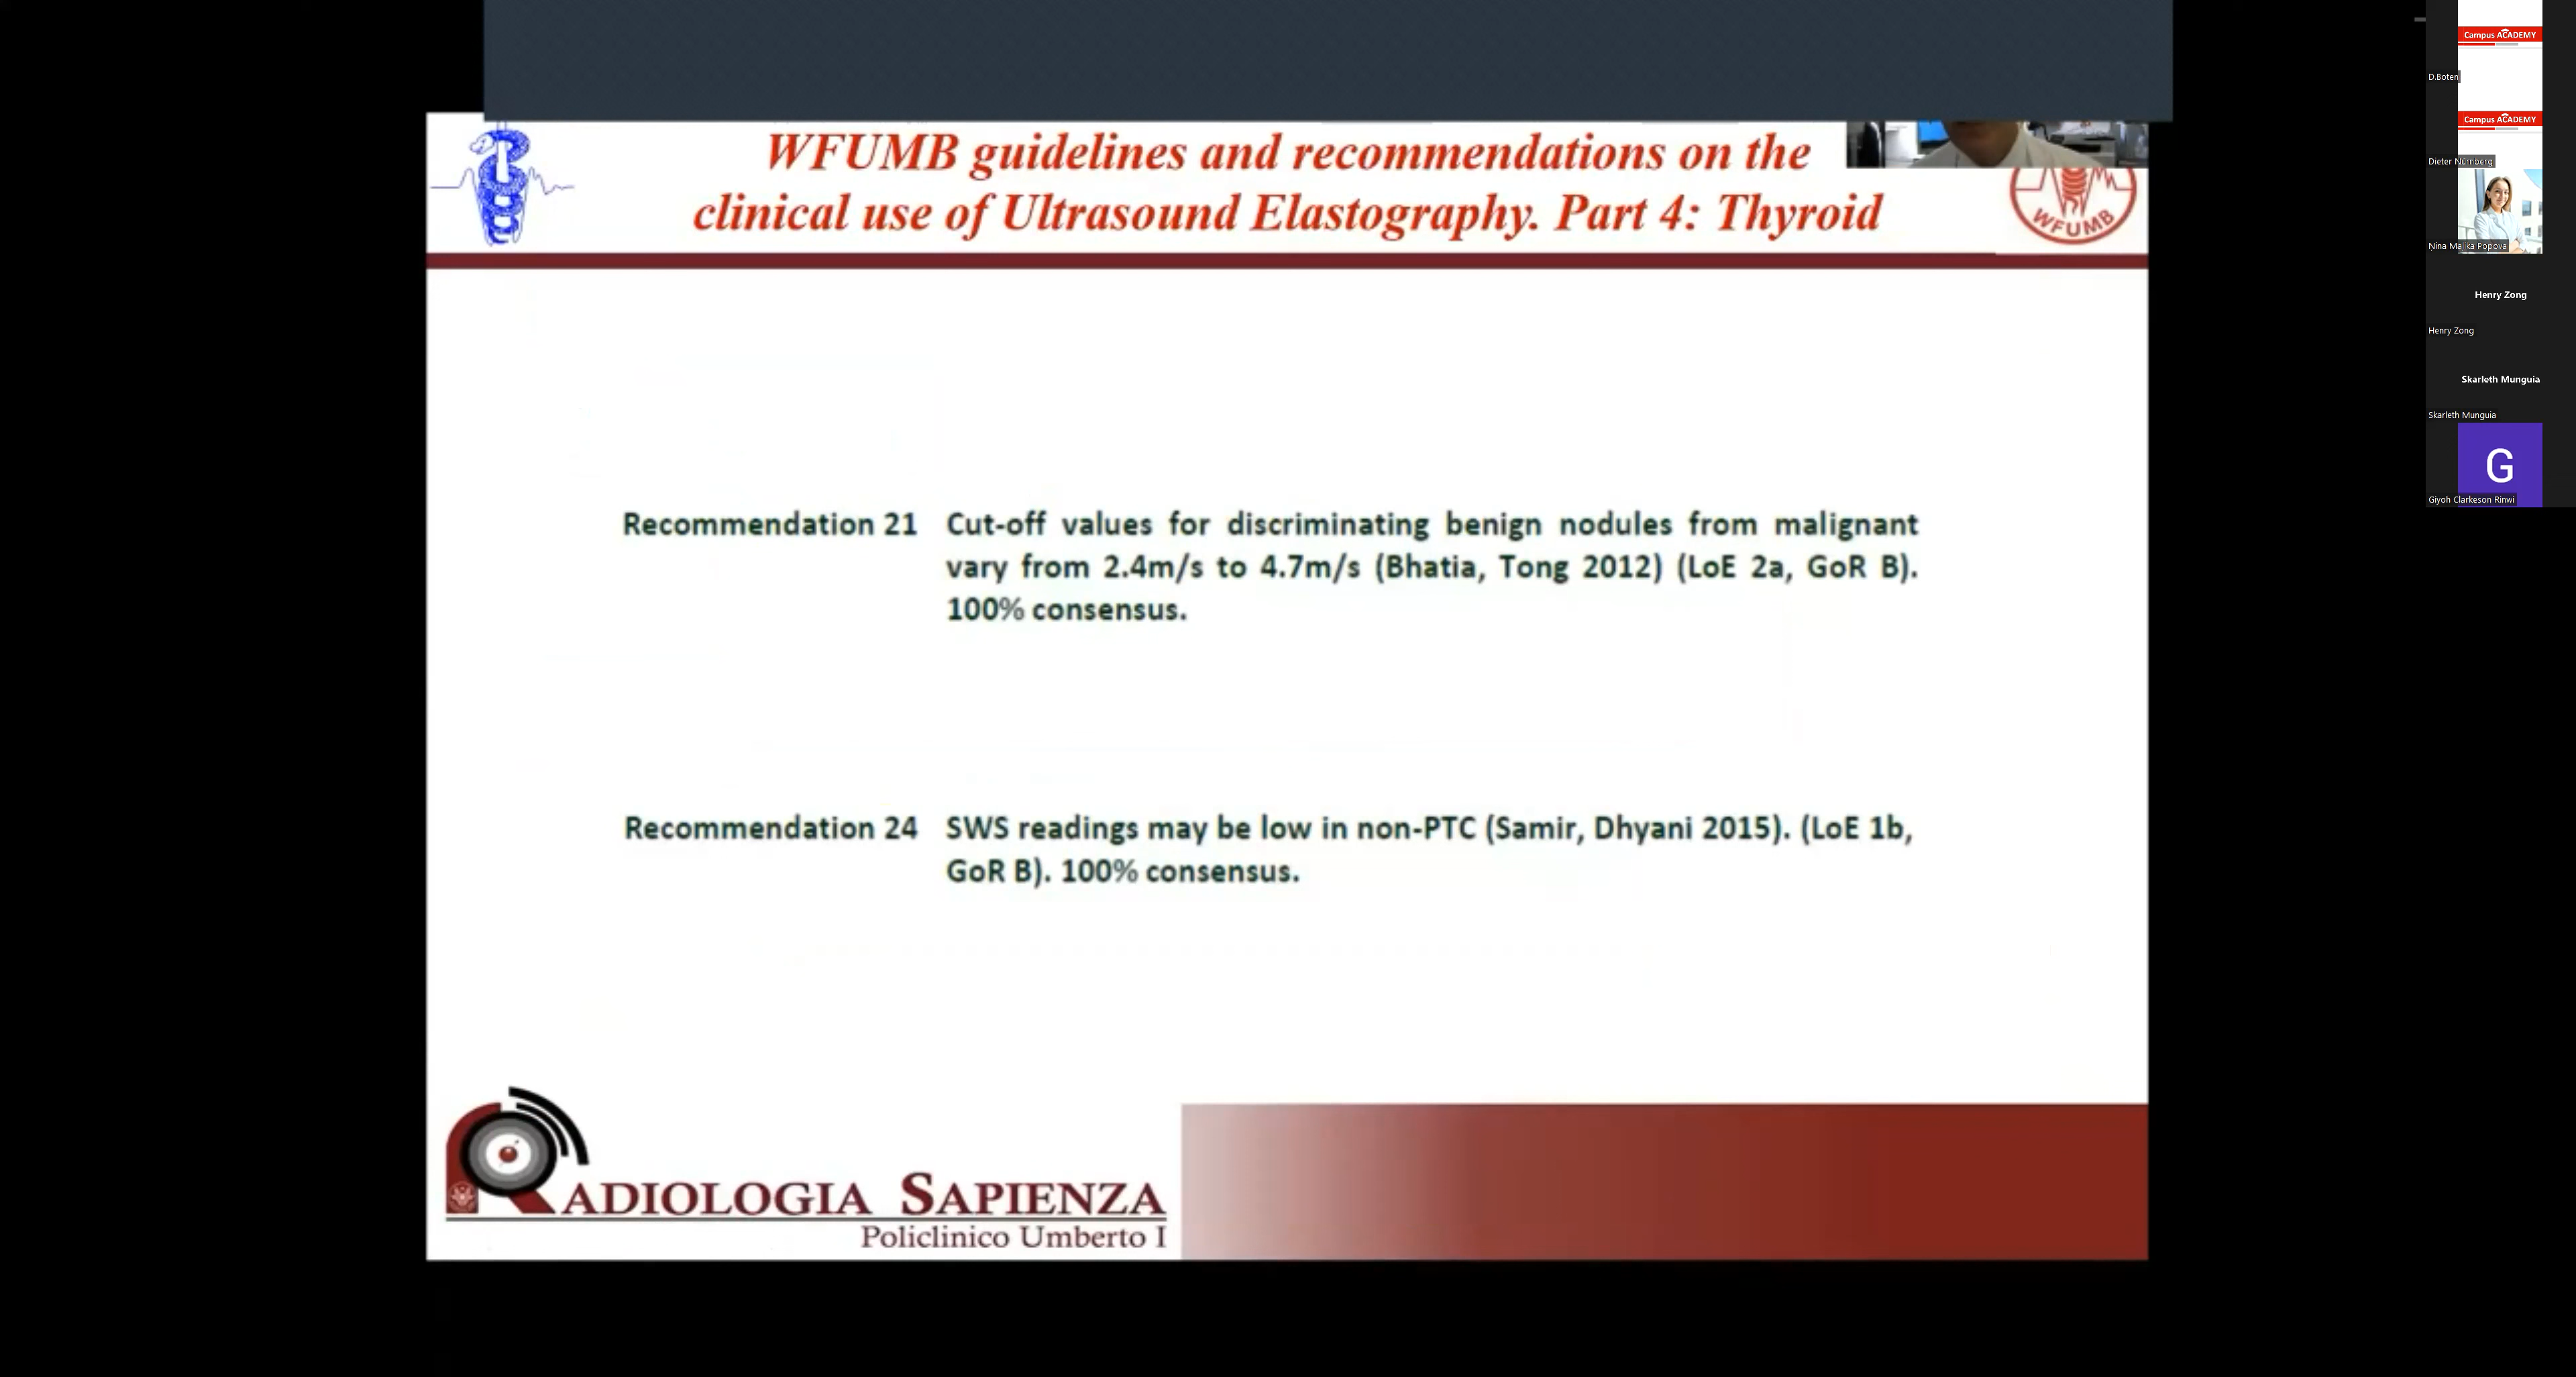 WFUMB guidelines and recommendations on the
clinical use of Ultrasound Elastography. Part 4: Thyroid
WFUMB
Recommendation 21 Cut-off values for discriminating benign nodules from malignant
vary from 2.4m/s to 4.7m/s (Bhatia, Tong 2012) (LoE 2a, GoR B).
100% consensus.
Recommendation 24 SWS readings may be low in non-PTC (Samir, Dhyani 2015). (LoE 1b,
GoR B). 100% consensus.
RADIOLOGIA SAPIENZA
Policlinico Umberto I
Campus ACADEMY
D.Boten
Campus ACADEMY
Dieter Nürnberg
Nina Malika Popova
Henry Zong
Henry Zong
Skarleth Munguia
Skarleth Munguia
G
Giyoh Clarkeson Rinwi